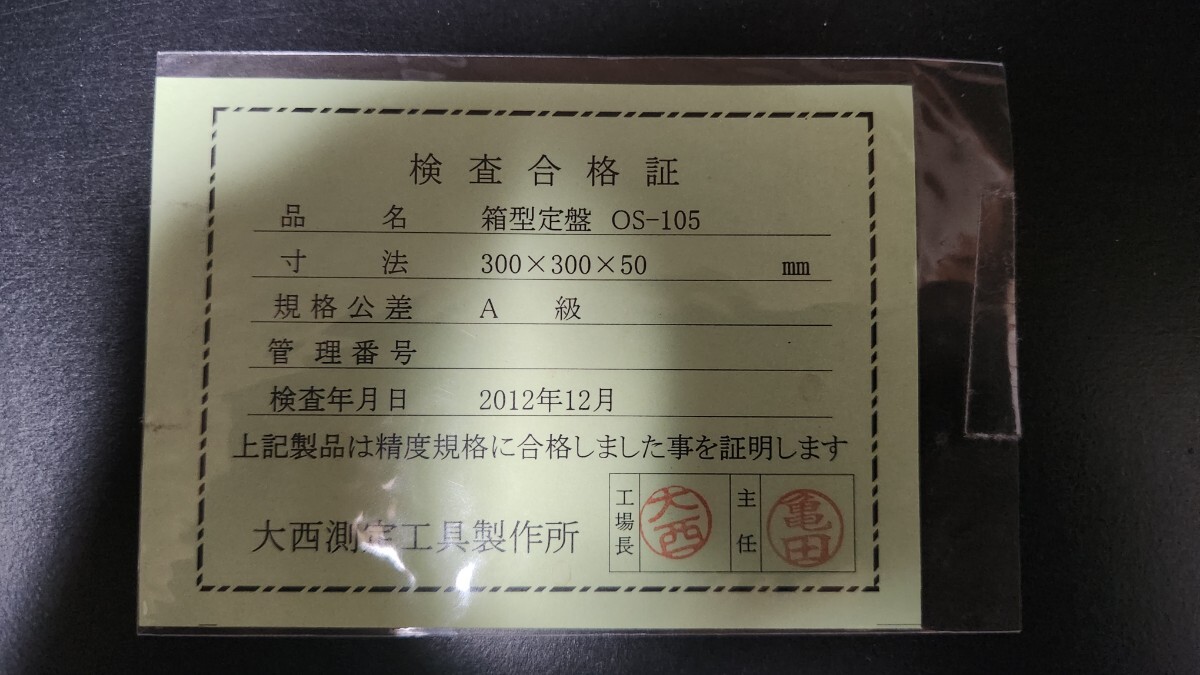 検査合格証
品名 箱型定盤 OS-105
寸法 300×300×50 ㎜
規格公差 A 級
管理番号
検査年月日 2012年12月
上記製品は精度規格に合格しました事を証明します
大西測定工具製作所
工場長 大西 主任 亀田